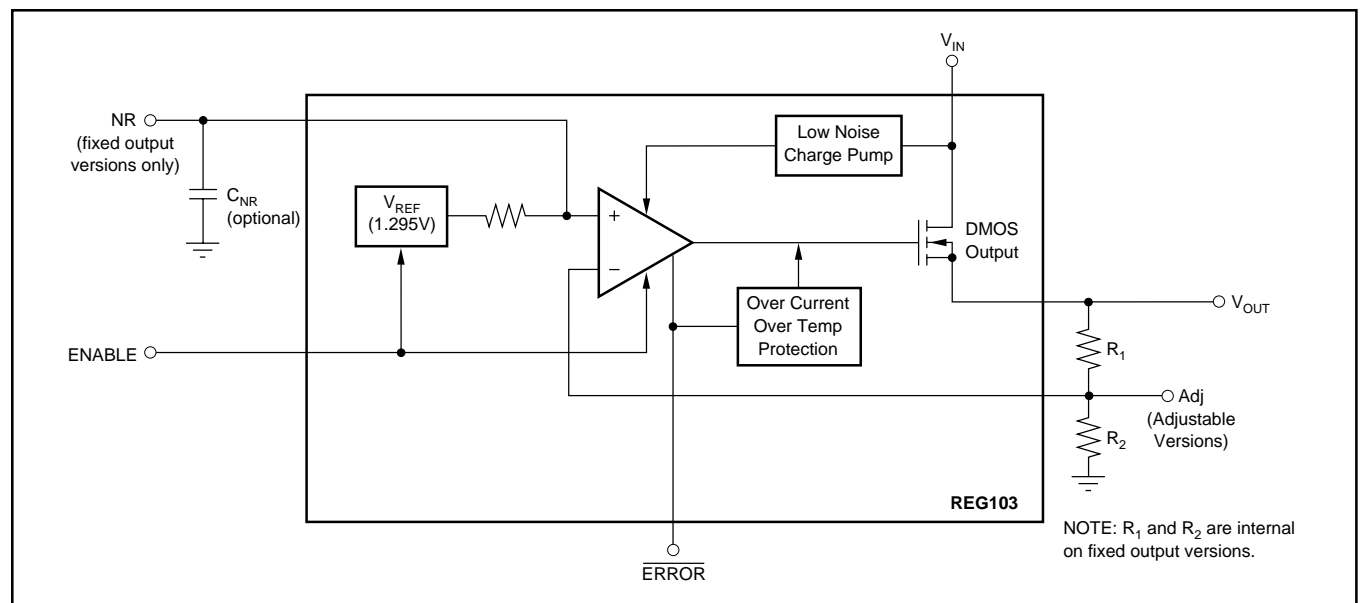 V_IN
NR
(fixed output
versions only)
C_NR
(optional)
Low Noise
Charge Pump
V_REF
(1.295V)
+
–
DMOS
Output
Over Current
Over Temp
Protection
V_OUT
ENABLE
R_1
Adj
(Adjustable
Versions)
R_2
REG103
NOTE: R_1 and R_2 are internal
on fixed output versions.
ERROR